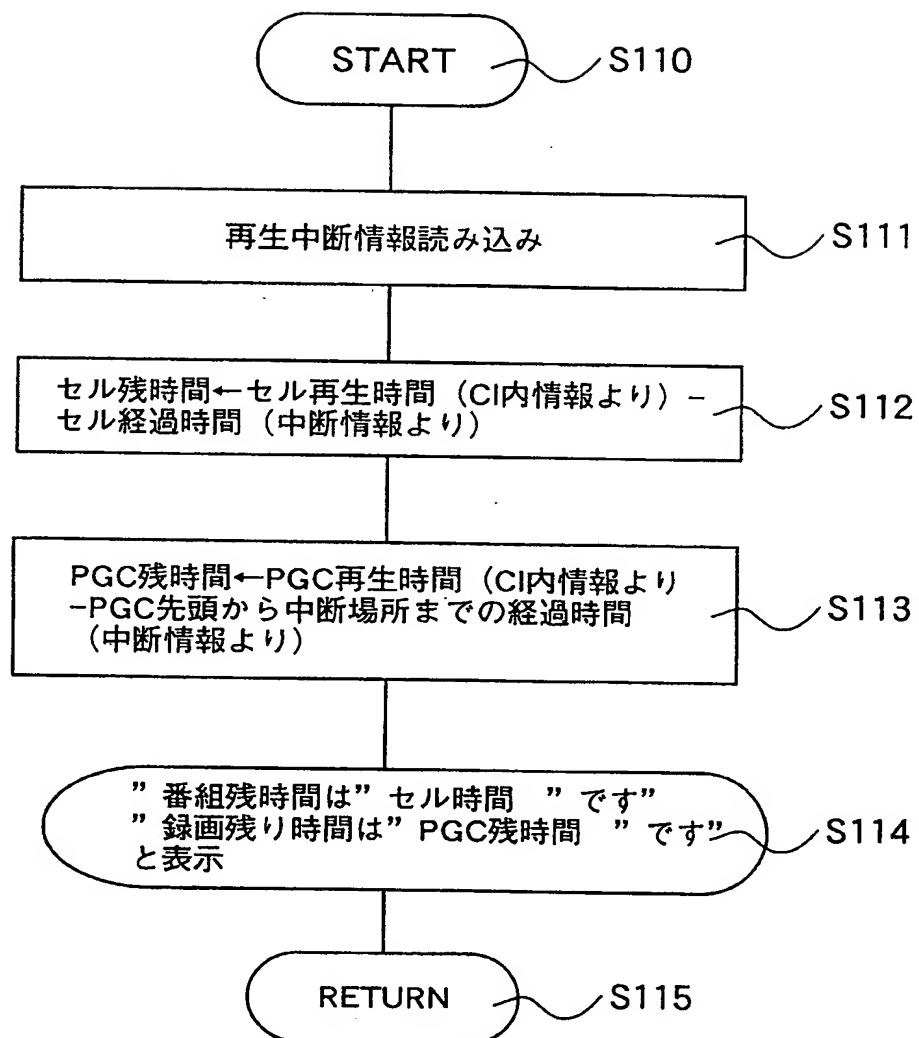 START
S110
再生中断情報読み込み
S111
セル残時間←セル再生時間（CI内情報より）−
セル経過時間（中断情報より）
S112
PGC残時間←PGC再生時間（CI内情報より
−PGC先頭から中断場所までの経過時間
（中断情報より）
S113
” 番組残時間は” セル時間 ” です”
” 録画残り時間は” PGC残時間 ” です”
と表示
S114
RETURN
S115